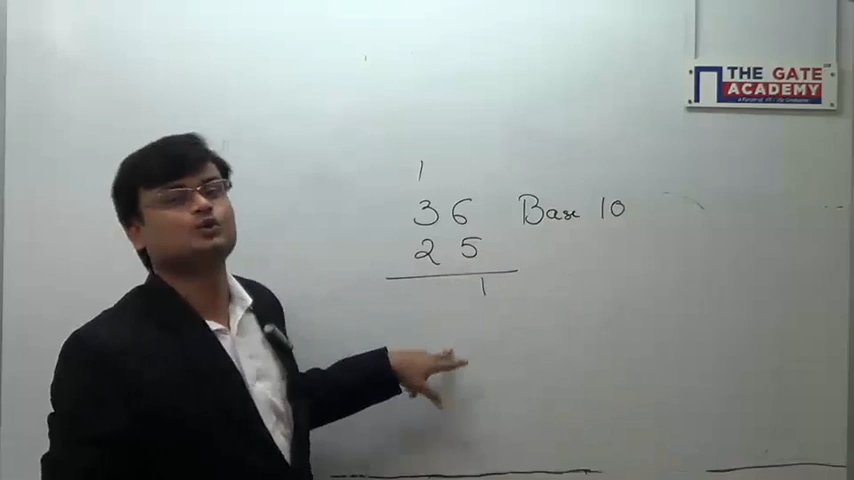 THE GATE
ACADEMY
1
36 Base 10
25
1